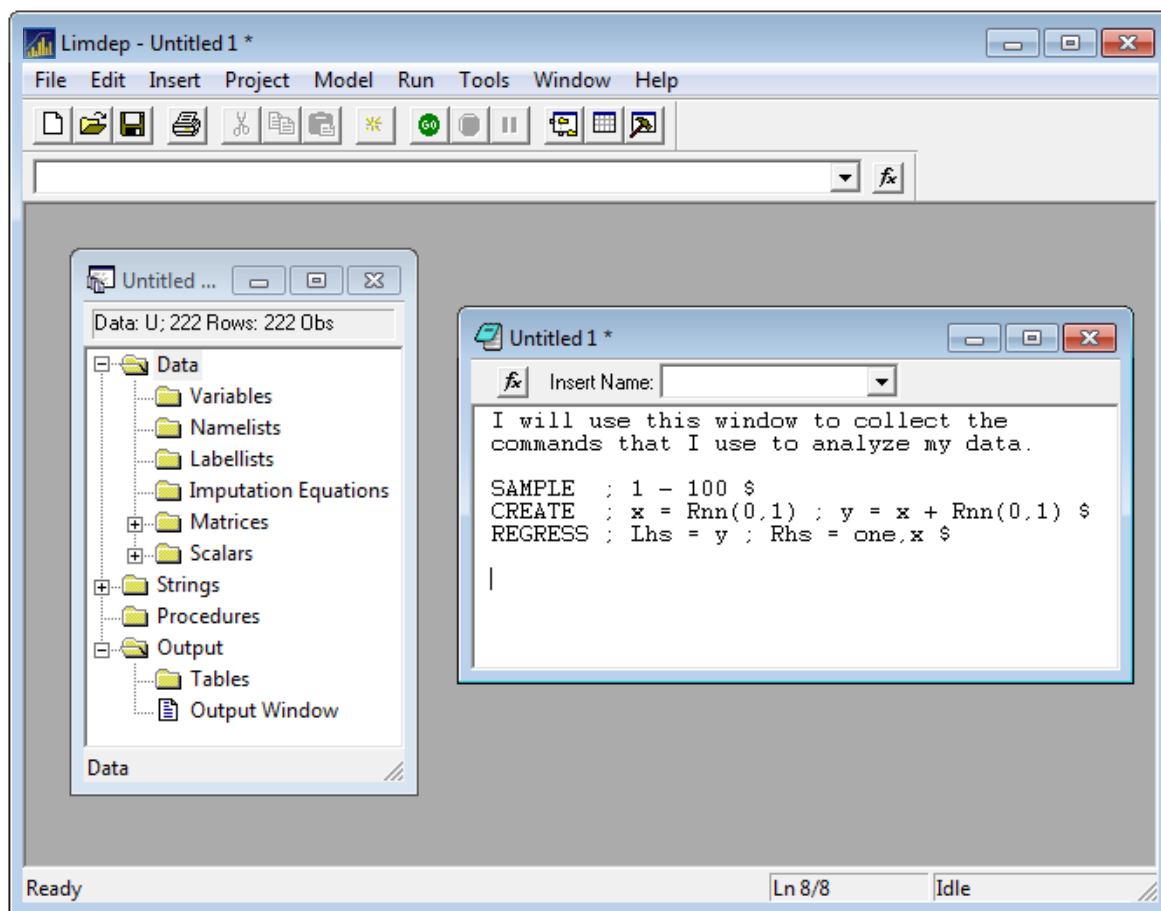 Limdep - Untitled 1 *
File Edit Insert Project Model Run Tools Window Help
GO
fx
Untitled ...
Data: U; 222 Rows: 222 Obs
Data
Variables
Namelists
Labellists
Imputation Equations
Matrices
Scalars
Strings
Procedures
Output
Tables
Output Window
Data
Untitled 1 *
fx Insert Name:
I will use this window to collect the
commands that I use to analyze my data.
SAMPLE ; 1 - 100 $
CREATE ; x = Rnn(0,1) ; y = x + Rnn(0,1) $
REGRESS ; Lhs = y ; Rhs = one,x $
Ready Ln 8/8 Idle